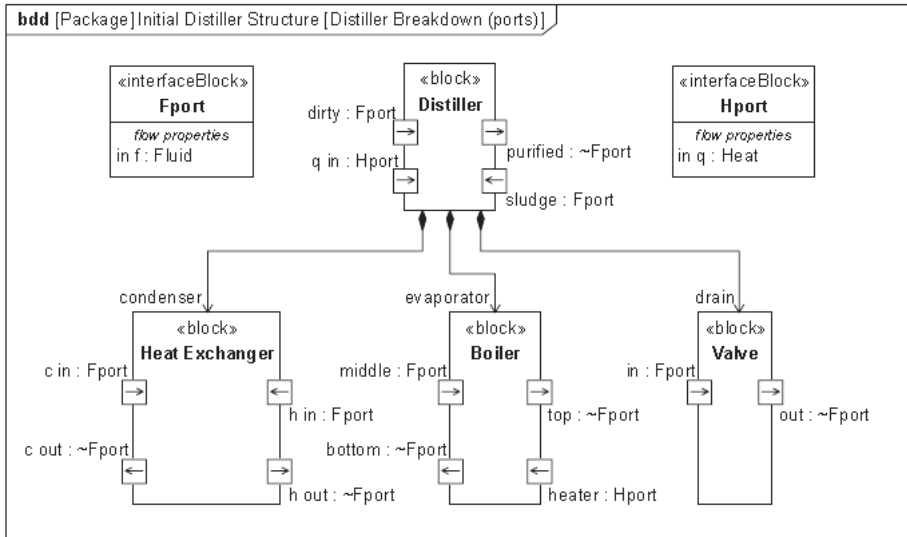 bdd [Package] Initial Distiller Structure [Distiller Breakdown (ports)]
«interfaceBlock»
Fport
flow properties
in f : Fluid
«block»
Distiller
dirty : Fport
q in : Hport
purified : ~Fport
sludge : Fport
«interfaceBlock»
Hport
flow properties
in q : Heat
condenser
evaporator
drain
«block»
Heat Exchanger
c in : Fport
h in : Fport
c out : ~Fport
h out : ~Fport
«block»
Boiler
middle : Fport
top : ~Fport
bottom : ~Fport
heater : Hport
«block»
Valve
in : Fport
out : ~Fport